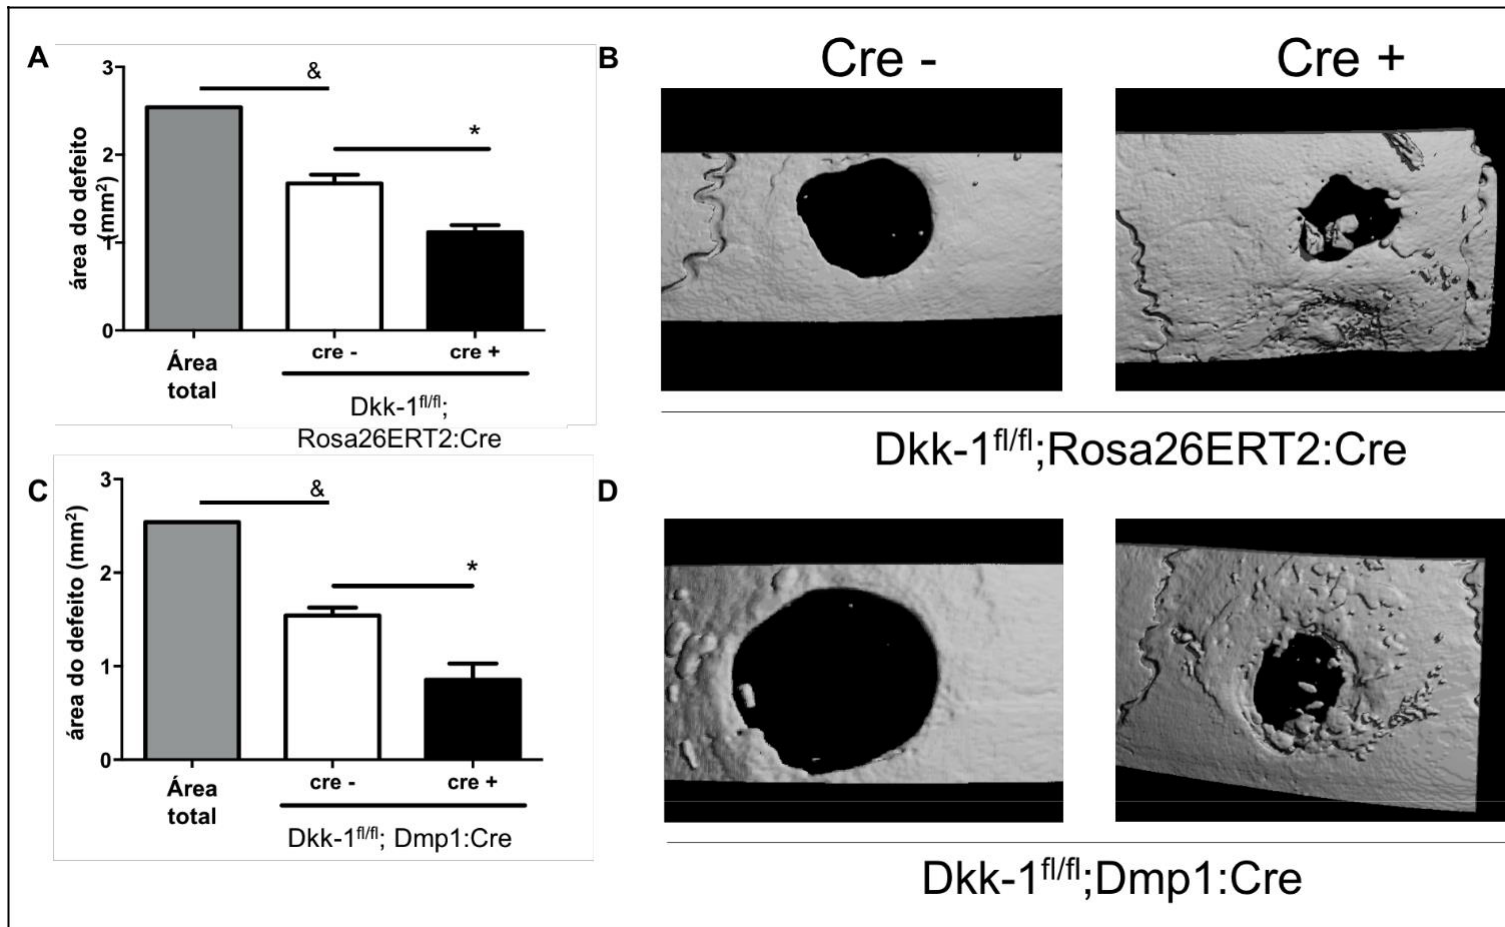 A
3
2
1
0
área do defeito
(mm²)
&
*
Área
total
cre -
cre +
Dkk-1fl/fl;
Rosa26ERT2:Cre
B
Cre -
Cre +
Dkk-1fl/fl;Rosa26ERT2:Cre
C
3
2
1
0
área do defeito (mm²)
&
*
Área
total
cre -
cre +
Dkk-1fl/fl; Dmp1:Cre
D
Dkk-1fl/fl;Dmp1:Cre